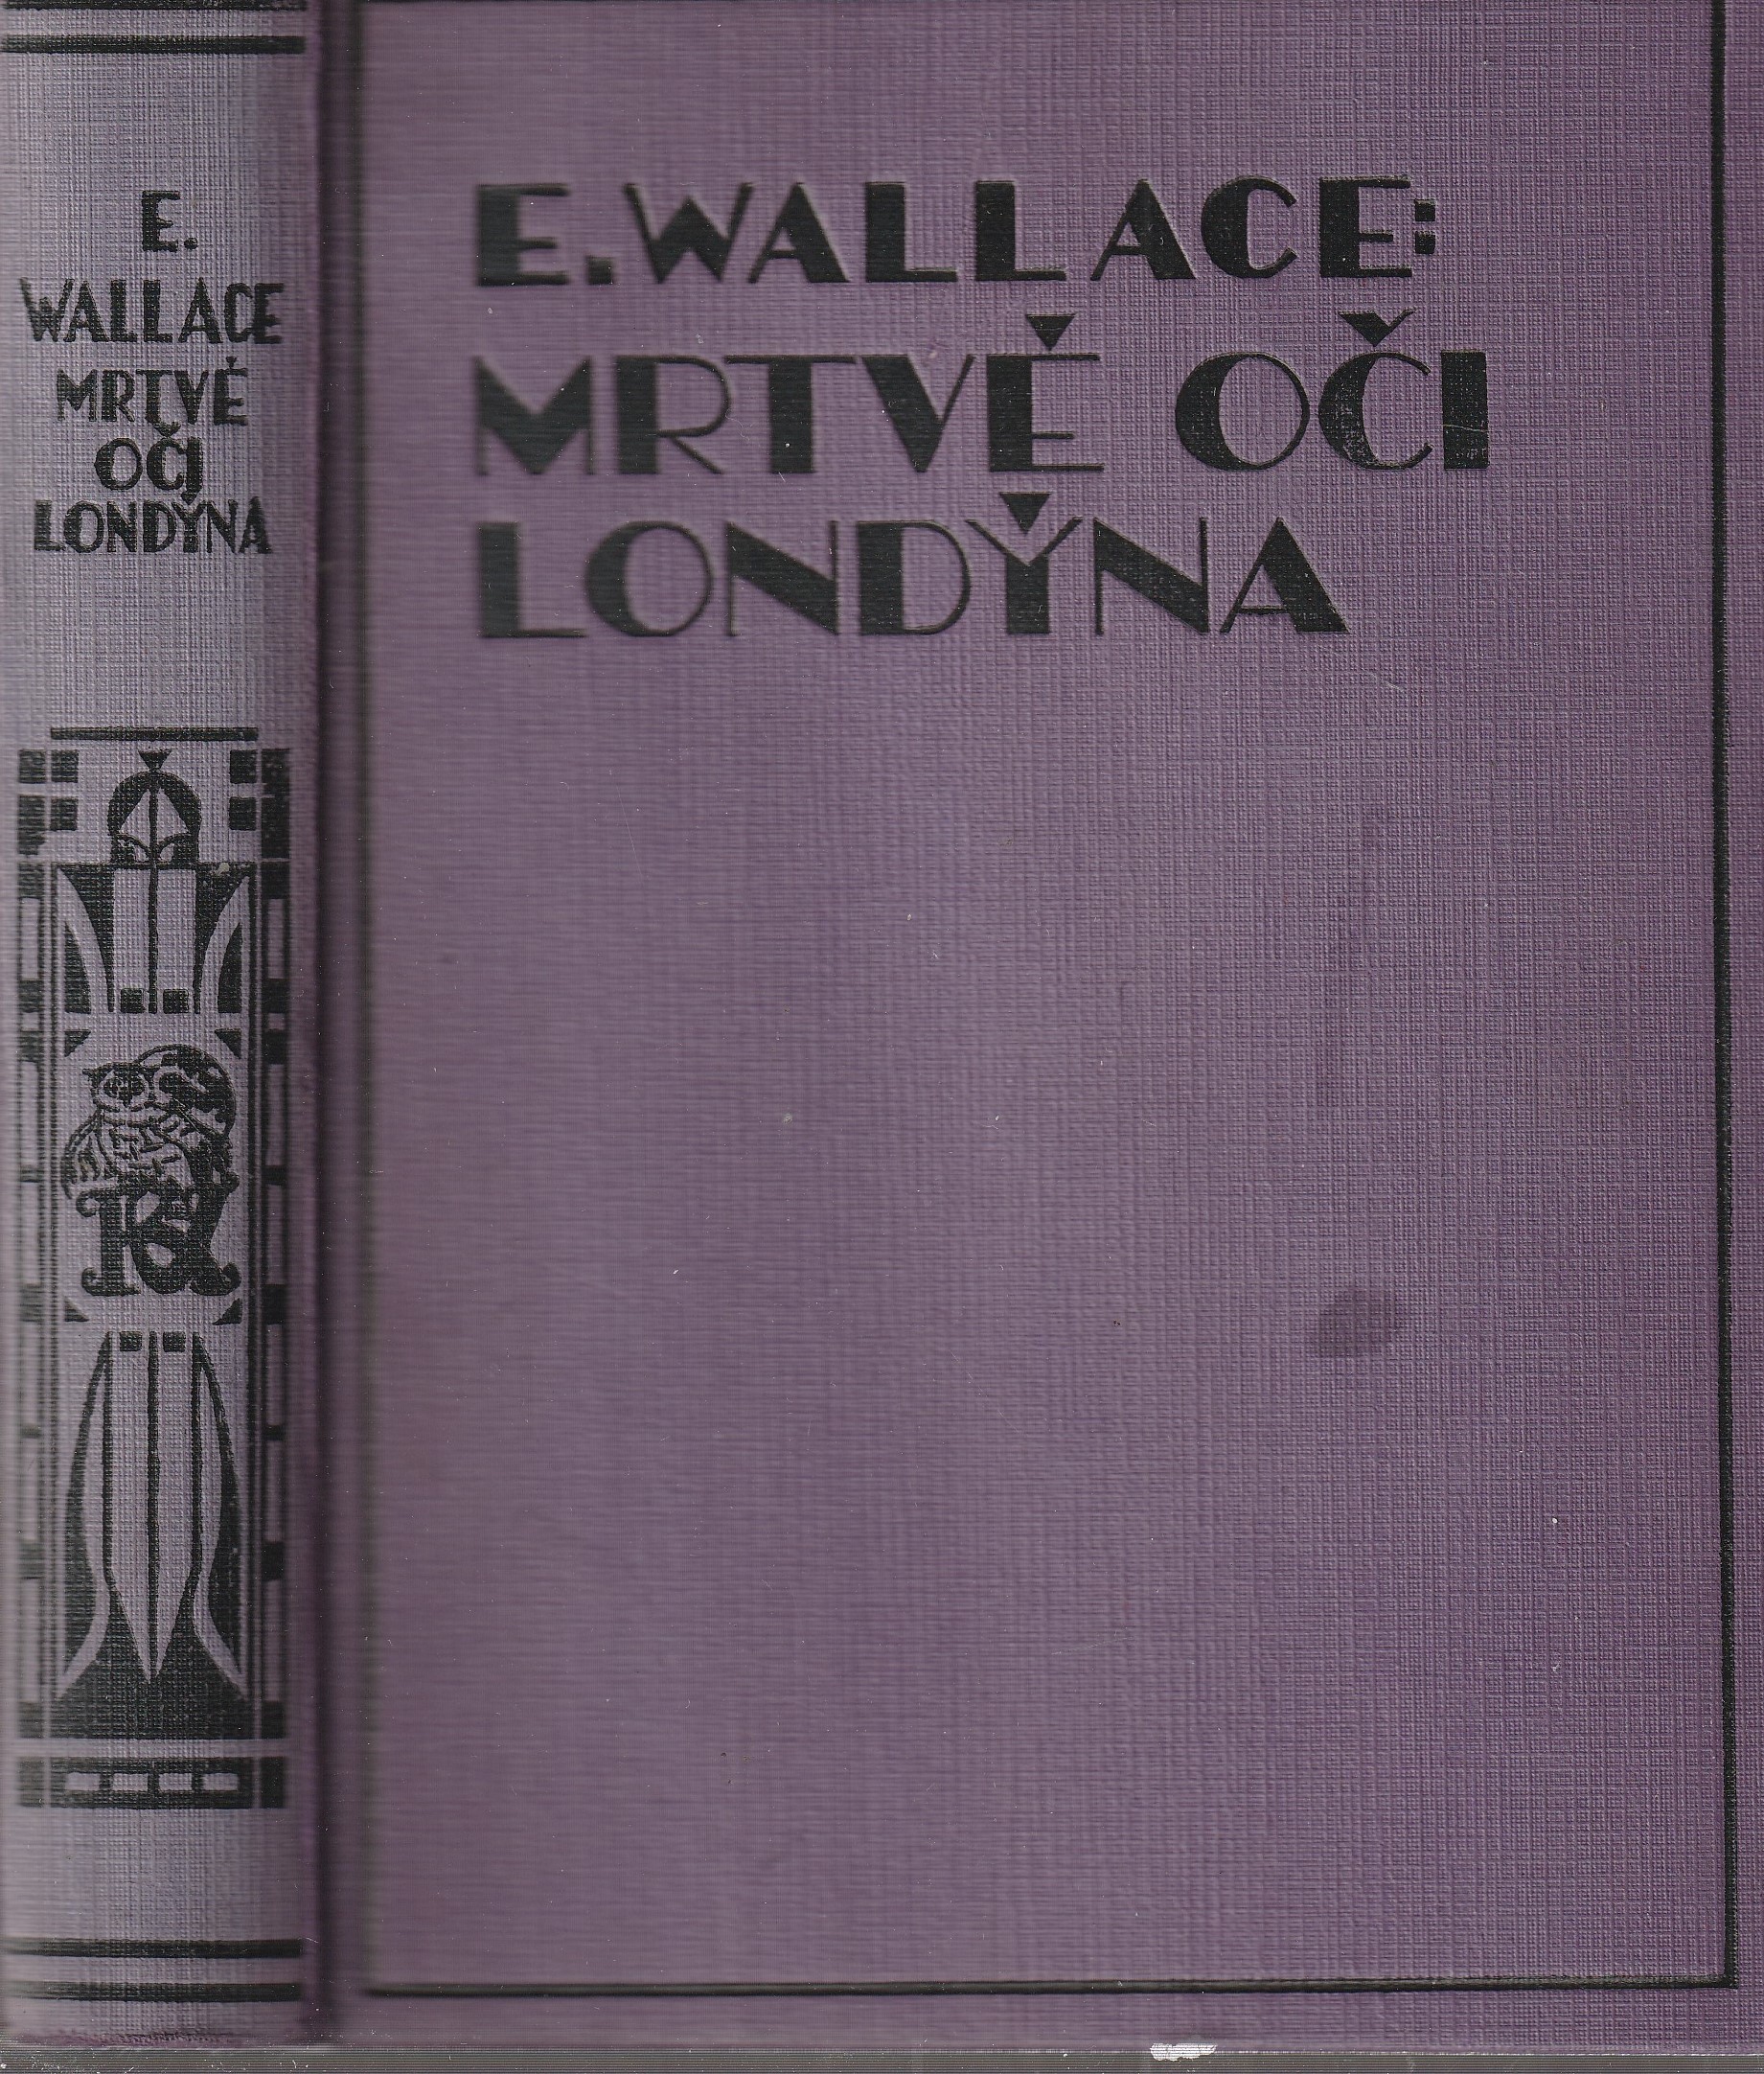 E.
WALLACE
MRTVÉ
OČI
LONDÝNA
E. WALLACE:
MRTVÉ OČI
LONDÝNA